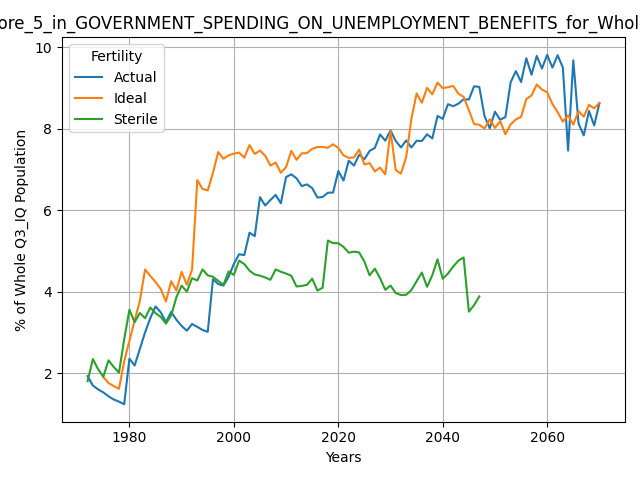 ore_5_in_GOVERNMENT_SPENDING_ON_UNEMPLOYMENT_BENEFITS_for_Whol
Fertility
Actual
Ideal
Sterile
% of Whole Q3_IQ Population
10
8
6
4
2
1980 2000 2020 2040 2060
Years